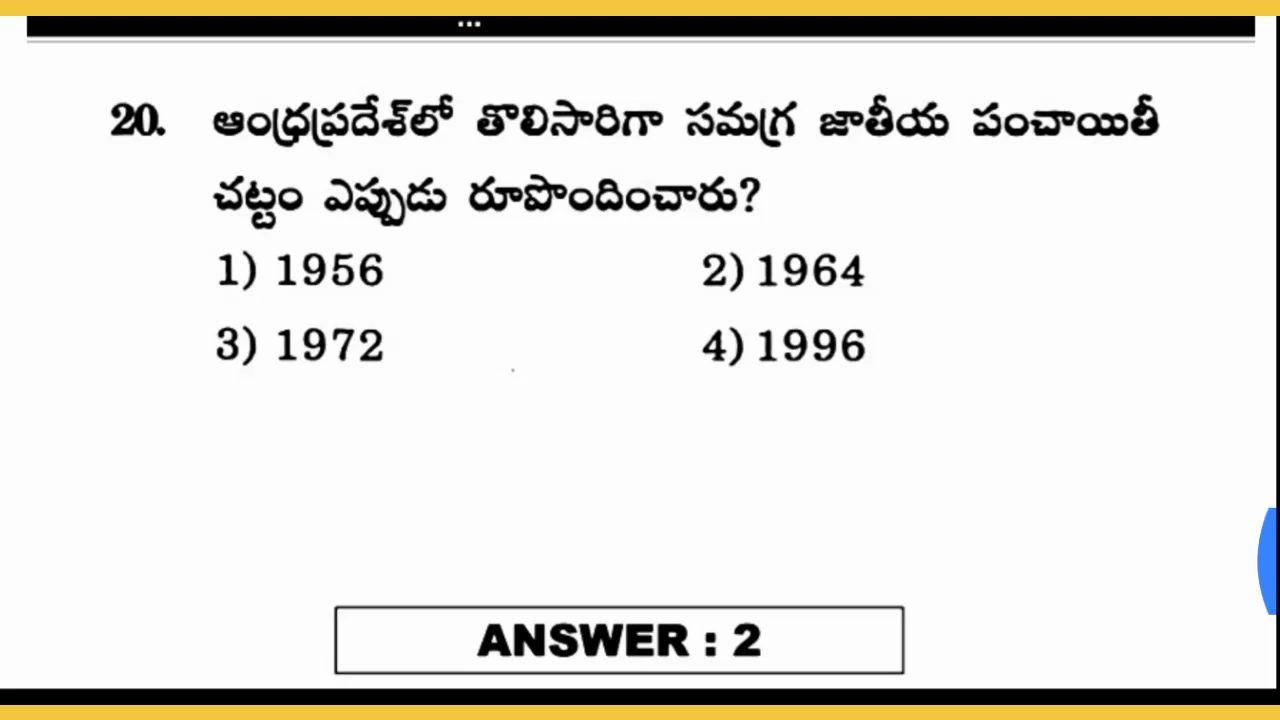 ...
20. ఆంధ్రప్రదేశ్‌లో తొలిసారిగా సమగ్ర జాతీయ పంచాయితీ
చట్టం ఎప్పుడు రూపొందించారు?
1) 1956 2) 1964
3) 1972 4) 1996
ANSWER : 2